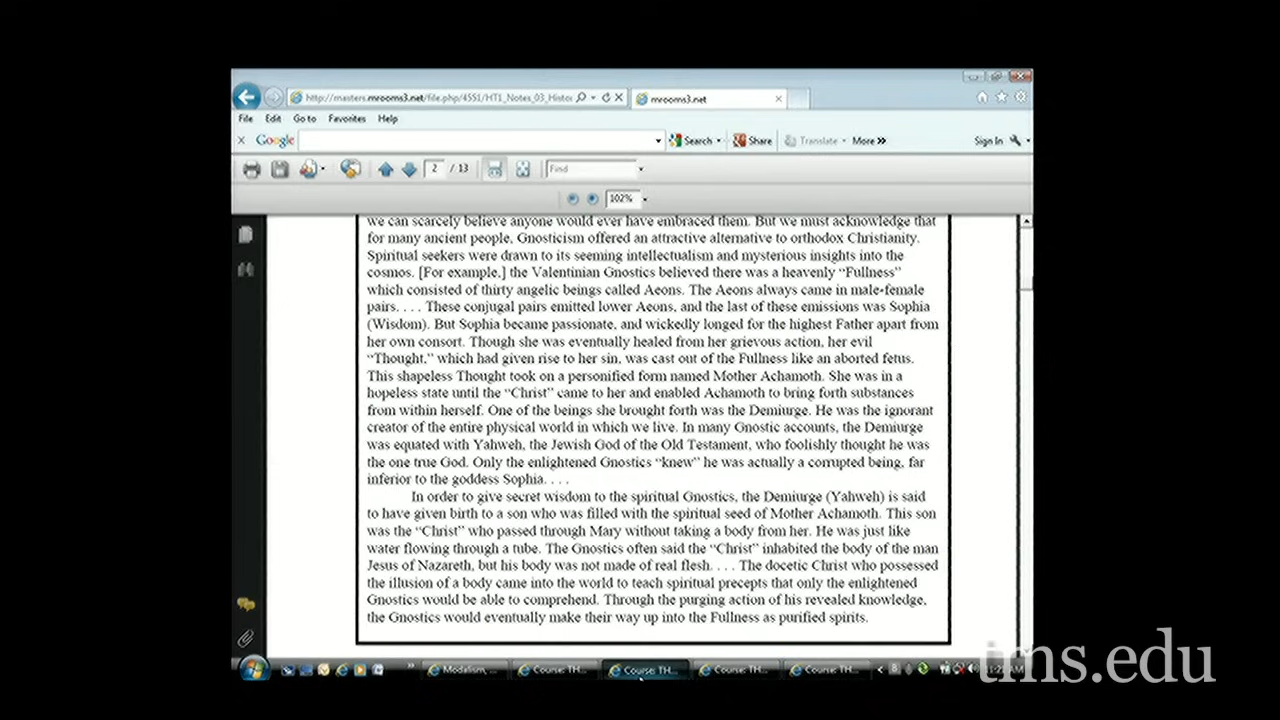 http://masters.mrooms3.net/file.php/4551/HT1_Notes_03_Histor
mrooms3.net
File Edit Go to Favorites Help
x Google Search Share Translate More » Sign In
2 / 13 Find
102%
we can scarcely believe anyone would ever have embraced them. But we must acknowledge that
for many ancient people, Gnosticism offered an attractive alternative to orthodox Christianity.
Spiritual seekers were drawn to its seeming intellectualism and mysterious insights into the
cosmos. [For example,] the Valentinian Gnostics believed there was a heavenly “Fullness”
which consisted of thirty angelic beings called Aeons. The Aeons always came in male-female
pairs. . . . These conjugal pairs emitted lower Aeons, and the last of these emissions was Sophia
(Wisdom). But Sophia became passionate, and wickedly longed for the highest Father apart from
her own consort. Though she was eventually healed from her grievous action, her evil
“Thought,” which had given rise to her sin, was cast out of the Fullness like an aborted fetus.
This shapeless Thought took on a personified form named Mother Achamoth. She was in a
hopeless state until the “Christ” came to her and enabled Achamoth to bring forth substances
from within herself. One of the beings she brought forth was the Demiurge. He was the ignorant
creator of the entire physical world in which we live. In many Gnostic accounts, the Demiurge
was equated with Yahweh, the Jewish God of the Old Testament, who foolishly thought he was
the one true God. Only the enlightened Gnostics “knew” he was actually a corrupted being, far
inferior to the goddess Sophia. . . .
In order to give secret wisdom to the spiritual Gnostics, the Demiurge (Yahweh) is said
to have given birth to a son who was filled with the spiritual seed of Mother Achamoth. This son
was the “Christ” who passed through Mary without taking a body from her. He was just like
water flowing through a tube. The Gnostics often said the “Christ” inhabited the body of the man
Jesus of Nazareth, but his body was not made of real flesh. . . . The docetic Christ who possessed
the illusion of a body came into the world to teach spiritual precepts that only the enlightened
Gnostics would be able to comprehend. Through the purging action of his revealed knowledge,
the Gnostics would eventually make their way up into the Fullness as purified spirits.
Modalism, ... Course: TH... Course: TH... Course: TH... Course: TH...
tms.edu